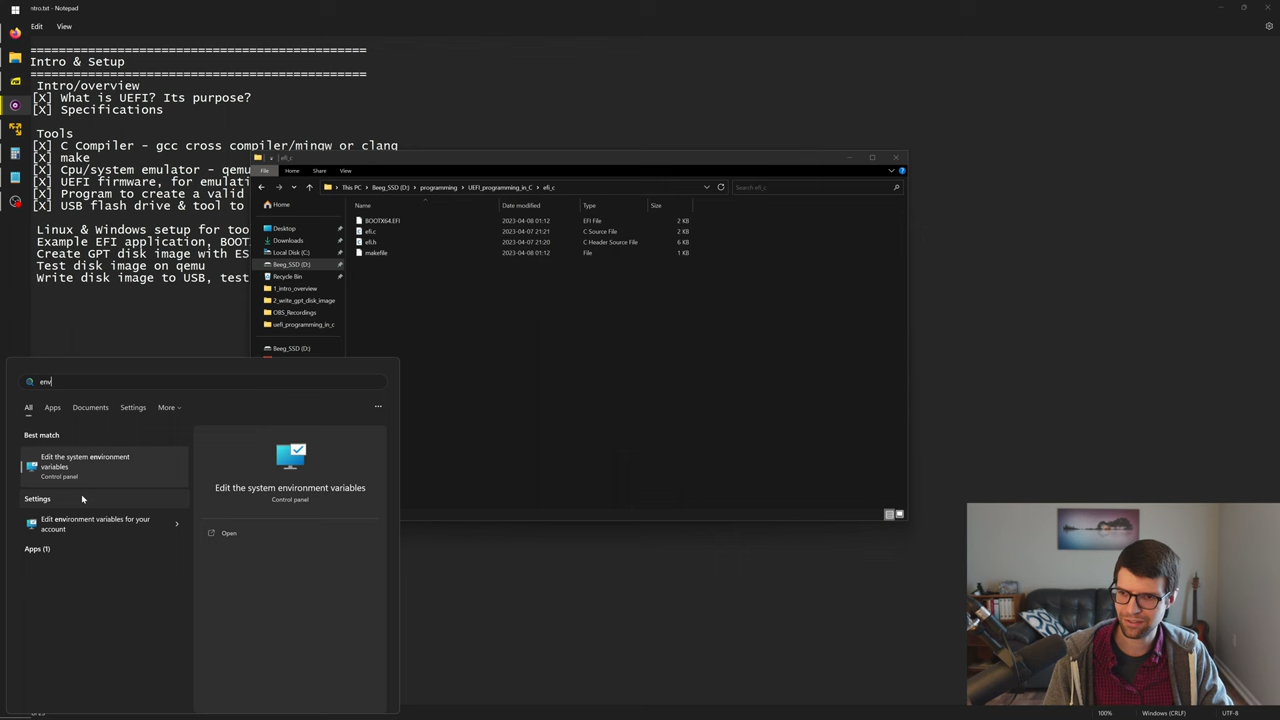 ntro.txt - Notepad
Edit View
============================================
Intro & Setup
============================================
Intro/overview
[X] What is UEFI? Its purpose?
[X] Specifications
Tools
[X] C Compiler - gcc cross compiler/mingw or clang
[X] make
[X] Cpu/system emulator - qemu
[X] UEFI firmware, for emulati
[X] Program to create a valid
[X] USB flash drive & tool to
Linux & Windows setup for too
Example EFI application, BOOT
Create GPT disk image with ES
Test disk image on qemu
Write disk image to USB, test
efi_c
File Home Share View
This PC Beeg_SSD (D:) programming UEFI_programming_in_C efi_c
Search efi_c
Home
Desktop
Downloads
Local Disk (C:)
Beeg_SSD (D:)
Recycle Bin
1_intro_overview
2_write_gpt_disk_image
OBS_Recordings
uefi_programming_in_c
Beeg_SSD (D:)
Name Date modified Type Size
BOOTX64.EFI 2023-04-08 01:12 EFI File 2 KB
efi.c 2023-04-07 21:21 C Source File 2 KB
efi.h 2023-04-07 21:20 C Header Source File 6 KB
makefile 2023-04-08 01:12 File 1 KB
env
All Apps Documents Settings More
Best match
Edit the system environment
variables
Control panel
Settings
Edit environment variables for your
account
Apps (1)
Edit the system environment variables
Control panel
Open
100% Windows (CRLF) UTF-8